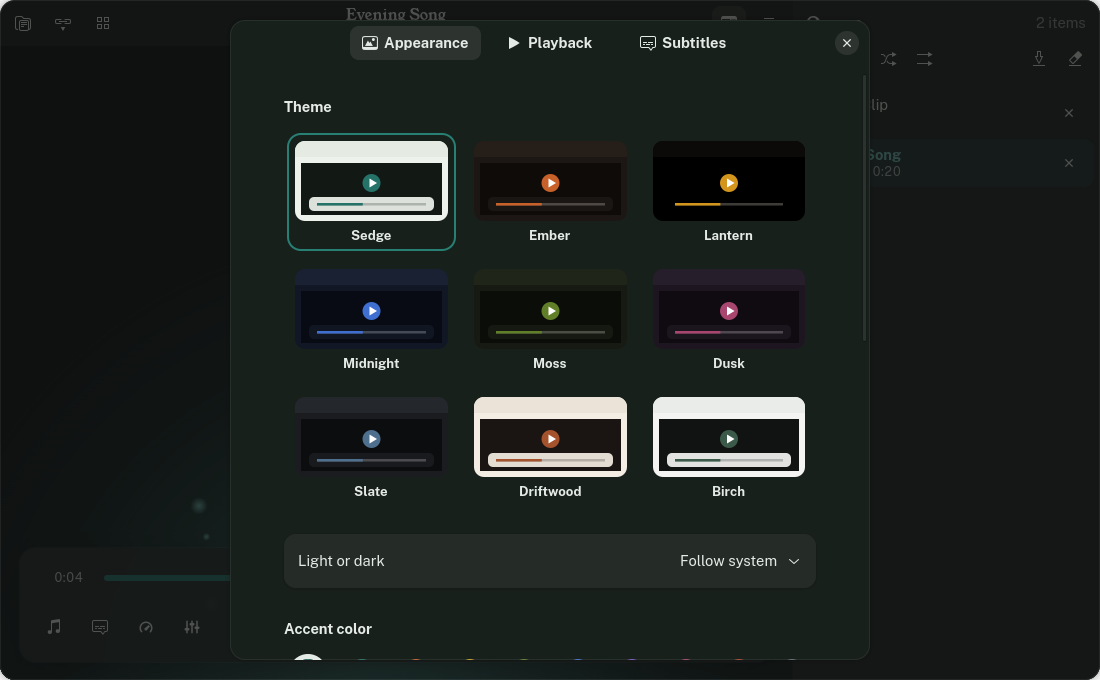 Evening Song
2 items
Appearance
Playback
Subtitles
lip
Song
0:20
Theme
Sedge
Ember
Lantern
Midnight
Moss
Dusk
Slate
Driftwood
Birch
Light or dark
Follow system
0:04
Accent color